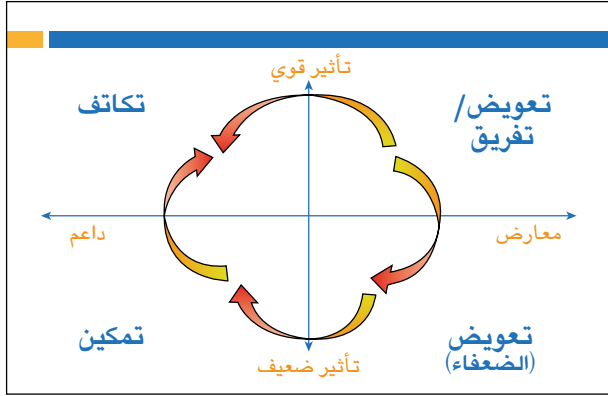 تأثير قوي
تعويض/
تفريق
تكاتف
معارض
داعم
تعويض
(الضعفاء)
تمكين
تأثير ضعيف